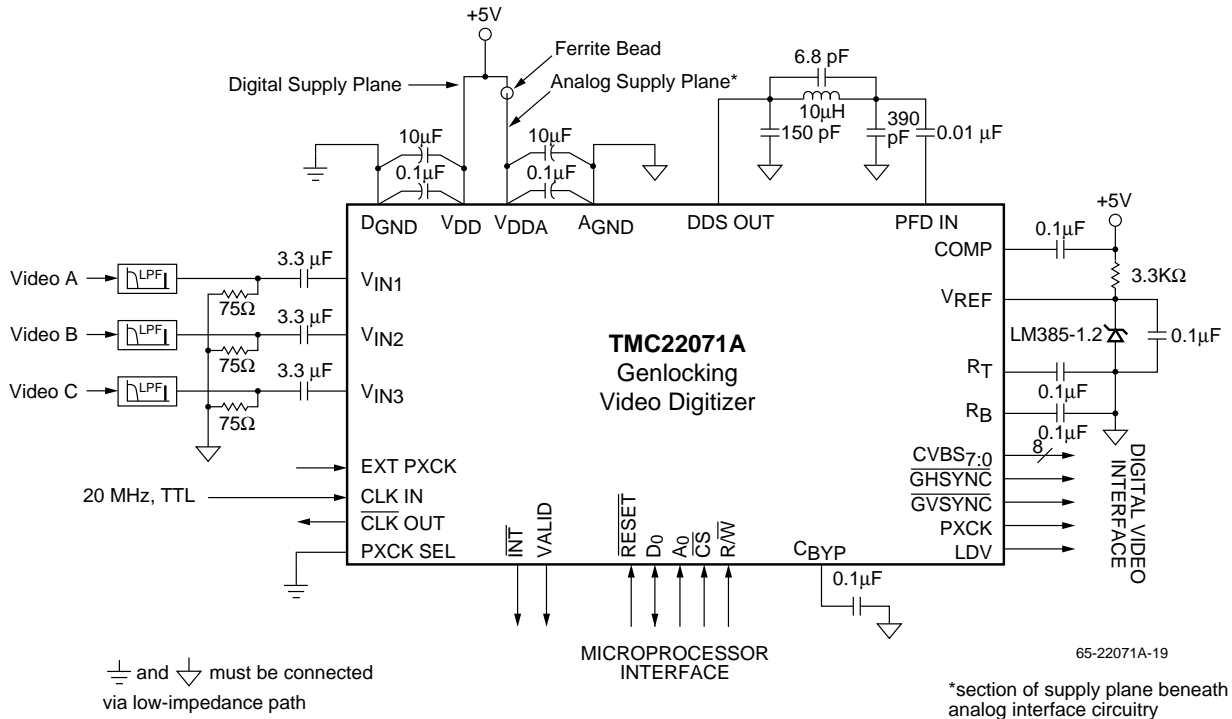 +5V
Ferrite Bead
Digital Supply Plane
Analog Supply Plane*
6.8 pF
10μH
150 pF
390 pF
0.01 μF
10μF
0.1μF
10μF
0.1μF
DGND
VDD
VDDA
AGND
DDS OUT
PFD IN
+5V
COMP
0.1μF
3.3KΩ
VREF
LM385-1.2
0.1μF
RT
0.1μF
RB
0.1μF
Video A
LPF
3.3 μF
VIN1
75Ω
Video B
LPF
3.3 μF
VIN2
75Ω
Video C
LPF
3.3 μF
VIN3
75Ω
TMC22071A
Genlocking
Video Digitizer
EXT PXCK
20 MHz, TTL
CLK IN
CLK OUT
PXCK SEL
INT
VALID
RESET
D0
A0
CS
R/W
CBYP
0.1μF
8
CVBS7:0
GHSYNC
GVSYNC
PXCK
LDV
DIGITAL VIDEO
INTERFACE
MICROPROCESSOR
INTERFACE
and must be connected
via low-impedance path
65-22071A-19
*section of supply plane beneath
analog interface circuitry